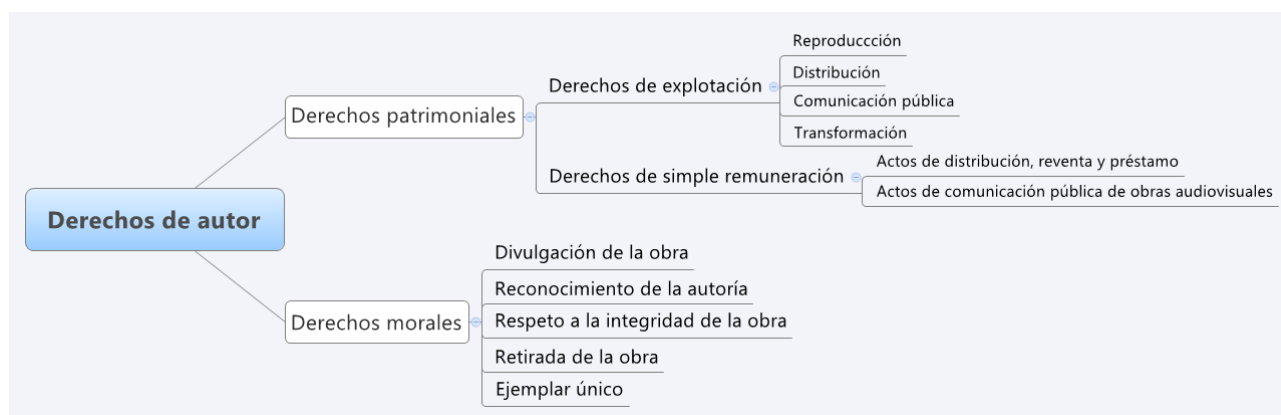 Derechos de autor
Derechos patrimoniales
Derechos de explotación
Reproduccción
Distribución
Comunicación pública
Transformación
Derechos de simple remuneración
Actos de distribución, reventa y préstamo
Actos de comunicación pública de obras audiovisuales
Derechos morales
Divulgación de la obra
Reconocimiento de la autoría
Respeto a la integridad de la obra
Retirada de la obra
Ejemplar único